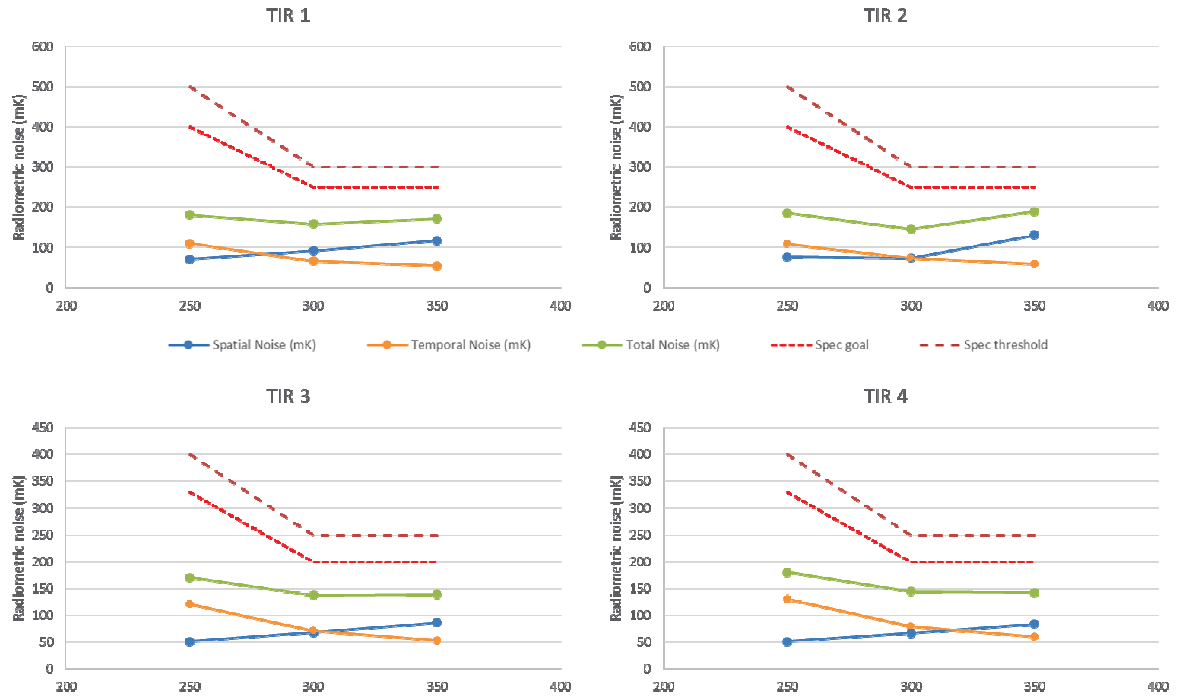 TIR 1
Radiometric noise (mK)
600
500
400
300
200
100
0
200 250 300 350 400
TIR 2
Radiometric noise (mK)
600
500
400
300
200
100
0
200 250 300 350 400
Spatial Noise (mK) Temporal Noise (mK) Total Noise (mK) Spec goal Spec threshold
TIR 3
Radiometric noise (mK)
450
400
350
300
250
200
150
100
50
0
200 250 300 350 400
TIR 4
Radiometric noise (mK)
450
400
350
300
250
200
150
100
50
0
200 250 300 350 400